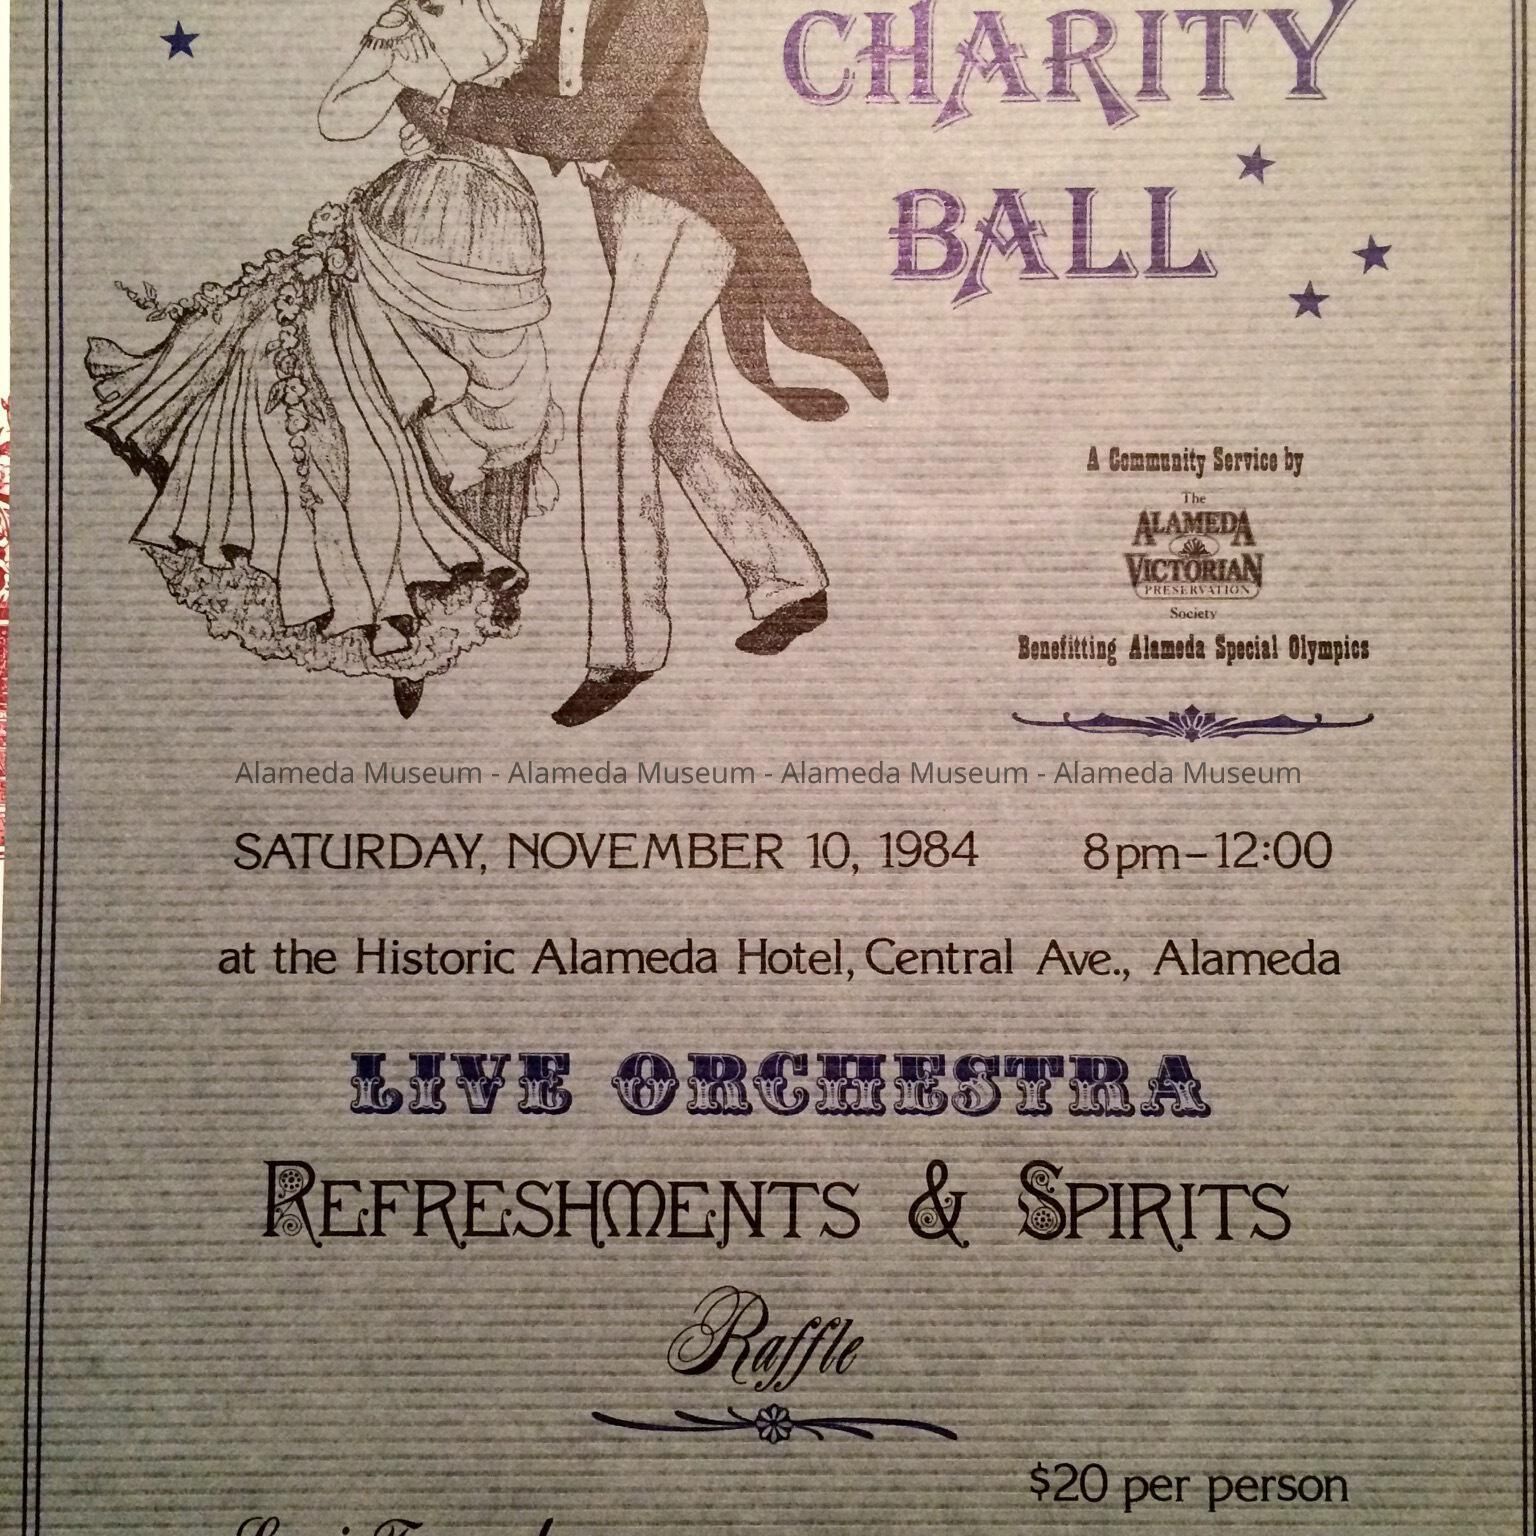 CHARITY
BALL
A Community Service by
The
ALAMEDA
VICTORIAN
PRESERVATION
Society
Benefitting Alameda Special Olympics
Alameda Museum - Alameda Museum - Alameda Museum - Alameda Museum
SATURDAY, NOVEMBER 10, 1984 8pm–12:00
at the Historic Alameda Hotel, Central Ave., Alameda
LIVE ORCHESTRA
REFRESHMENTS & SPIRITS
Raffle
$20 per person